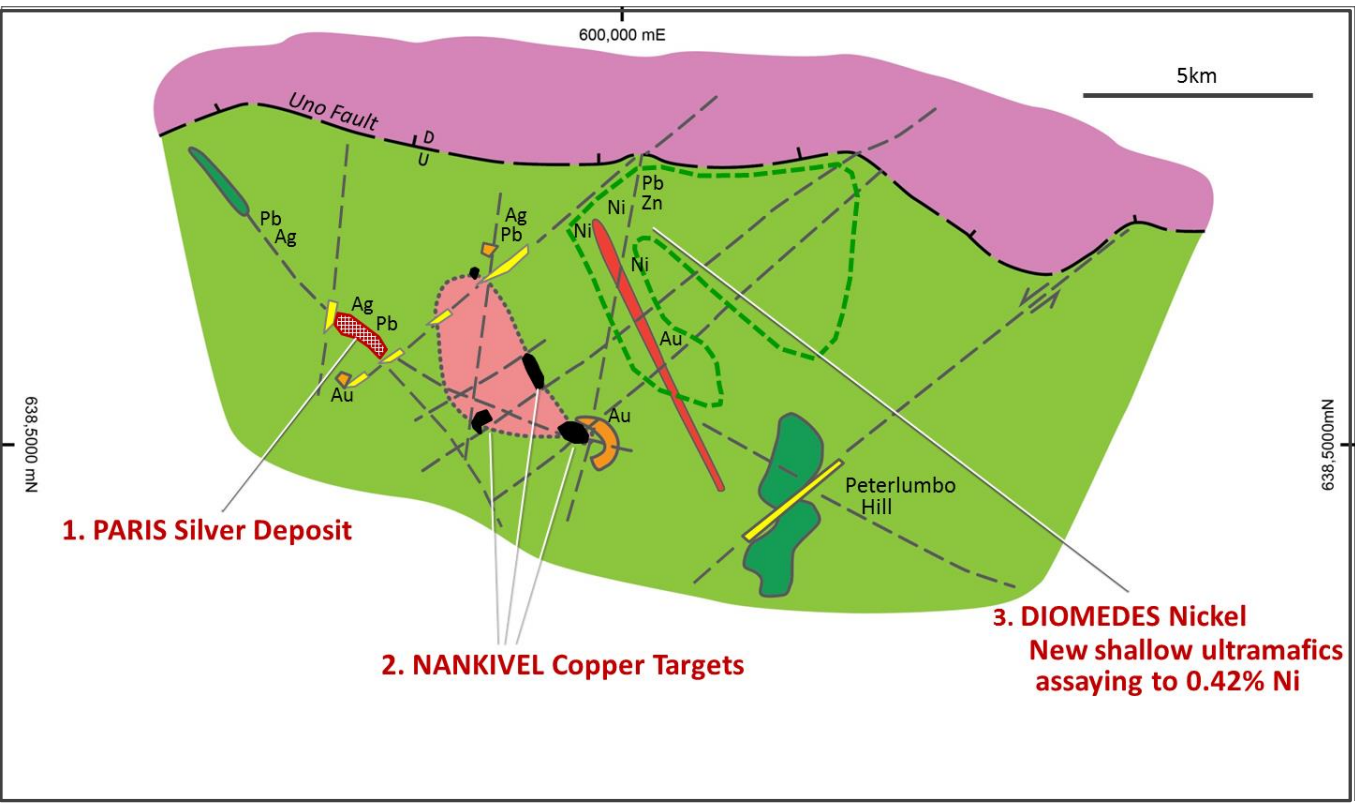 600,000 mE
5km
Uno Fault
D
U
Pb
Zn
Ni
Ag
Pb
Pb
Ag
Ni
Ni
Ag
Pb
Au
Au
Au
638,5000 mN
638,5000mN
Peterlumbo
Hill
1. PARIS Silver Deposit
2. NANKIVEL Copper Targets
3. DIOMEDES Nickel
New shallow ultramafics
assaying to 0.42% Ni